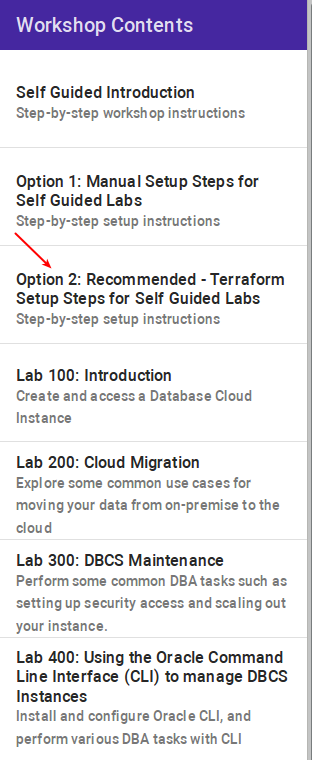 Workshop Contents
Self Guided Introduction
Step-by-step workshop instructions
Option 1: Manual Setup Steps for
Self Guided Labs
Step-by-step setup instructions
Option 2: Recommended - Terraform
Setup Steps for Self Guided Labs
Step-by-step setup instructions
Lab 100: Introduction
Create and access a Database Cloud
Instance
Lab 200: Cloud Migration
Explore some common use cases for
moving your data from on-premise to the
cloud
Lab 300: DBCS Maintenance
Perform some common DBA tasks such as
setting up security access and scaling out
your instance.
Lab 400: Using the Oracle Command
Line Interface (CLI) to manage DBCS
Instances
Install and configure Oracle CLI, and
perform various DBA tasks with CLI